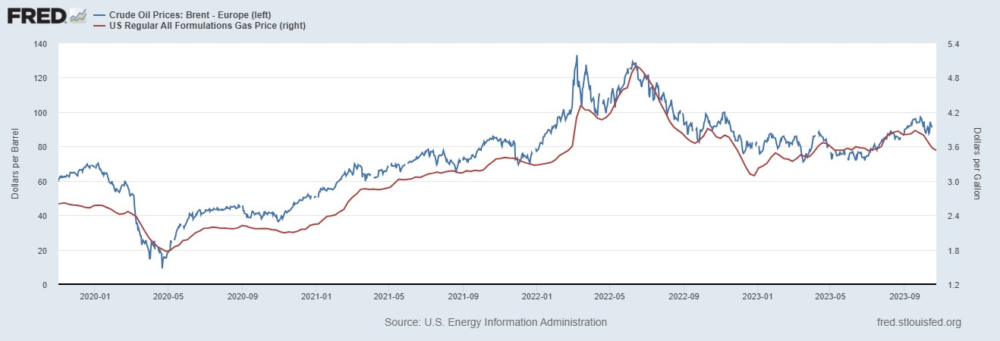 FRED
Crude Oil Prices: Brent - Europe (left)
US Regular All Formulations Gas Price (right)
140
120
100
80
60
40
20
0
Dollars per Barrel
5.4
4.8
4.2
3.6
3.0
2.4
1.8
1.2
Dollars per Gallon
2020-01 2020-05 2020-09 2021-01 2021-05 2021-09 2022-01 2022-05 2022-09 2023-01 2023-05 2023-09
Source: U.S. Energy Information Administration
fred.stlouisfed.org